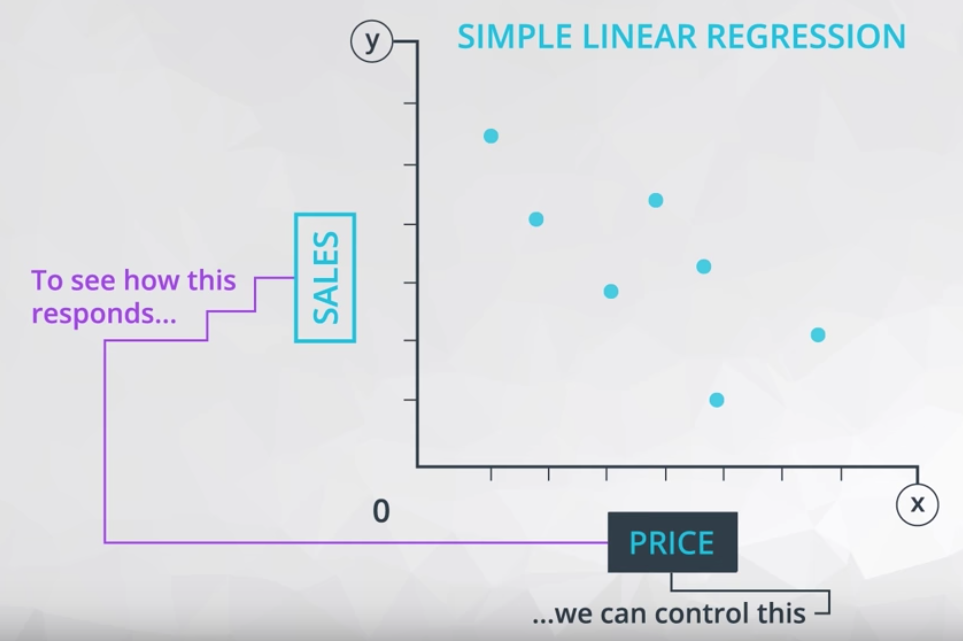 y
SIMPLE LINEAR REGRESSION
SALES
To see how this
responds...
0
x
PRICE
...we can control this